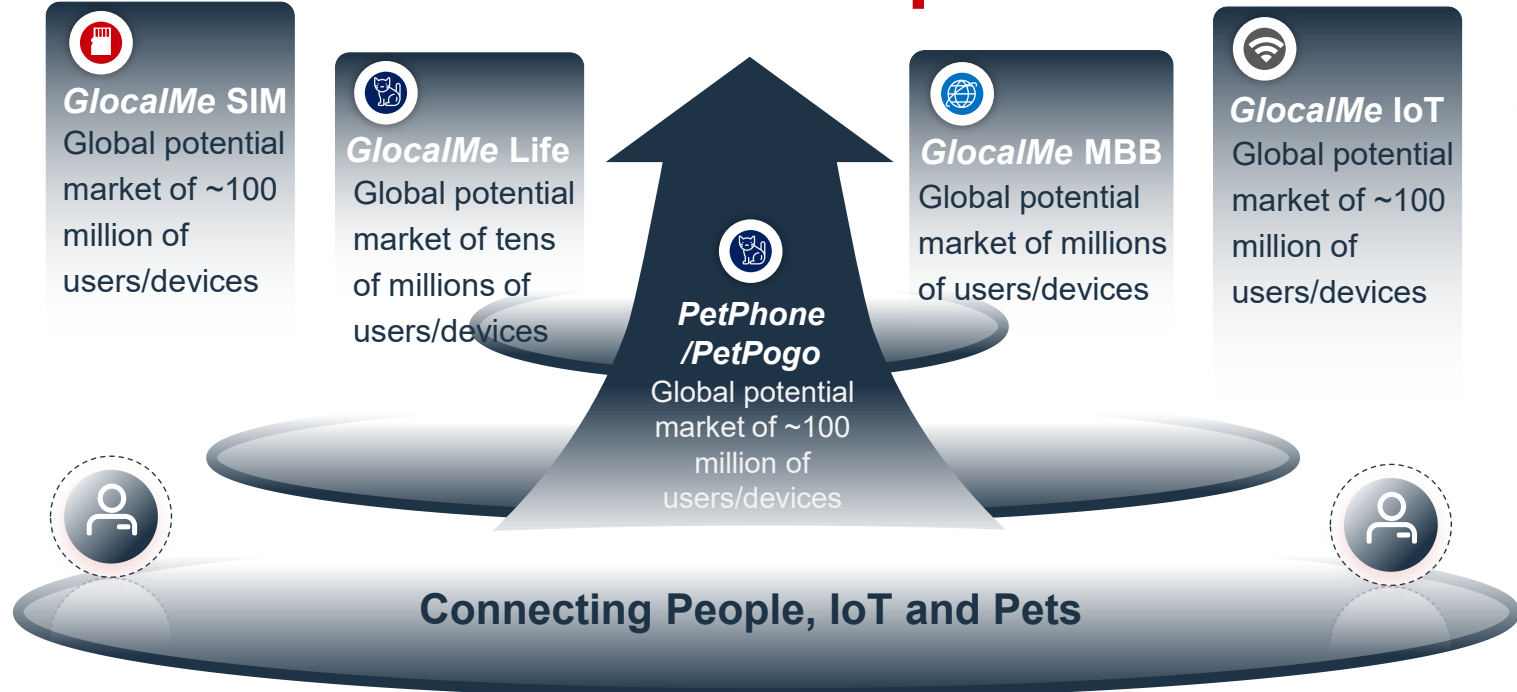 GlocalMe SIM
Global potential
market of ~100
million of
users/devices
GlocalMe Life
Global potential
market of tens
of millions of
users/devices
PetPhone
/PetPogo
Global potential
market of ~100
million of
users/devices
GlocalMe MBB
Global potential
market of millions
of users/devices
GlocalMe IoT
Global potential
market of ~100
million of
users/devices
Connecting People, IoT and Pets